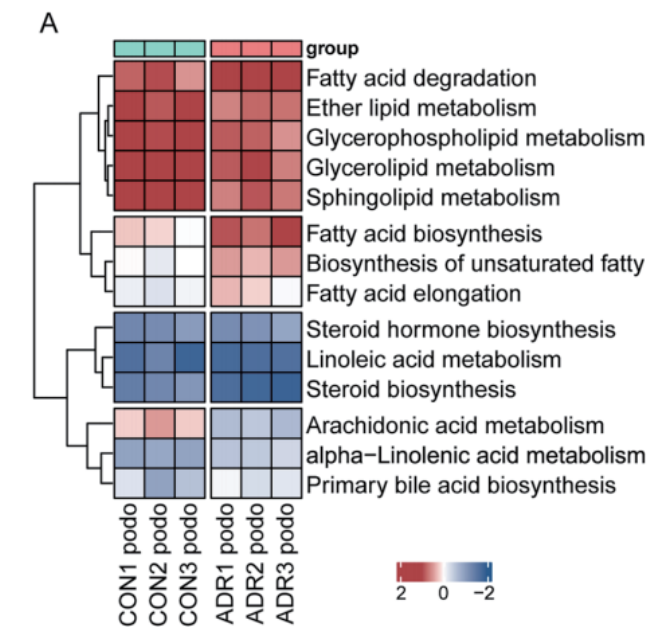 A
group
Fatty acid degradation
Ether lipid metabolism
Glycerophospholipid metabolism
Glycerolipid metabolism
Sphingolipid metabolism
Fatty acid biosynthesis
Biosynthesis of unsaturated fatty
Fatty acid elongation
Steroid hormone biosynthesis
Linoleic acid metabolism
Steroid biosynthesis
Arachidonic acid metabolism
alpha−Linolenic acid metabolism
Primary bile acid biosynthesis
CON1 podo
CON2 podo
CON3 podo
ADR1 podo
ADR2 podo
ADR3 podo
2 0 −2